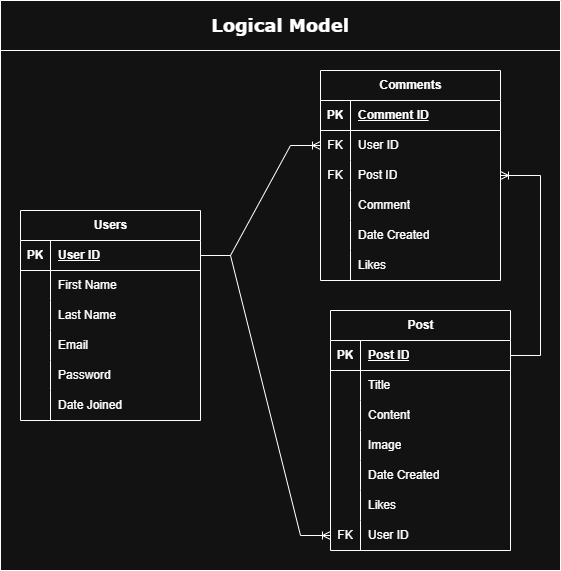 Logical Model
Comments
PK Comment ID
FK User ID
FK Post ID
Comment
Date Created
Likes
Users
PK User ID
First Name
Last Name
Email
Password
Date Joined
Post
PK Post ID
Title
Content
Image
Date Created
Likes
FK User ID